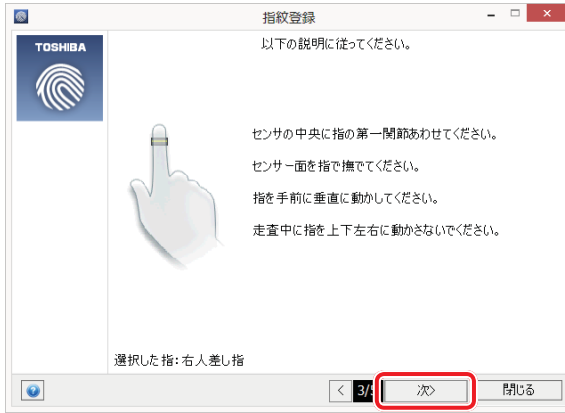 指紋登録
TOSHIBA
以下の説明に従ってください。
センサの中央に指の第一関節あわせてください。
センサー面を指で撫でてください。
指を手前に垂直に動かしてください。
走査中に指を上下左右に動かさないでください。
選択した指:右人差し指
< 3/ 次> 閉じる